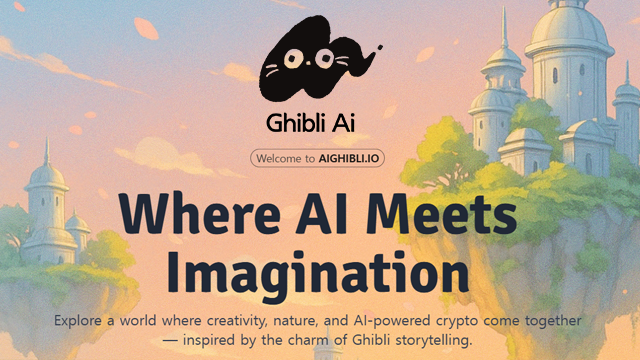 Ghibli Ai
Welcome to AIGHIBLI.IO
Where AI Meets
Imagination
Explore a world where creativity, nature, and AI-powered crypto come together
— inspired by the charm of Ghibli storytelling.